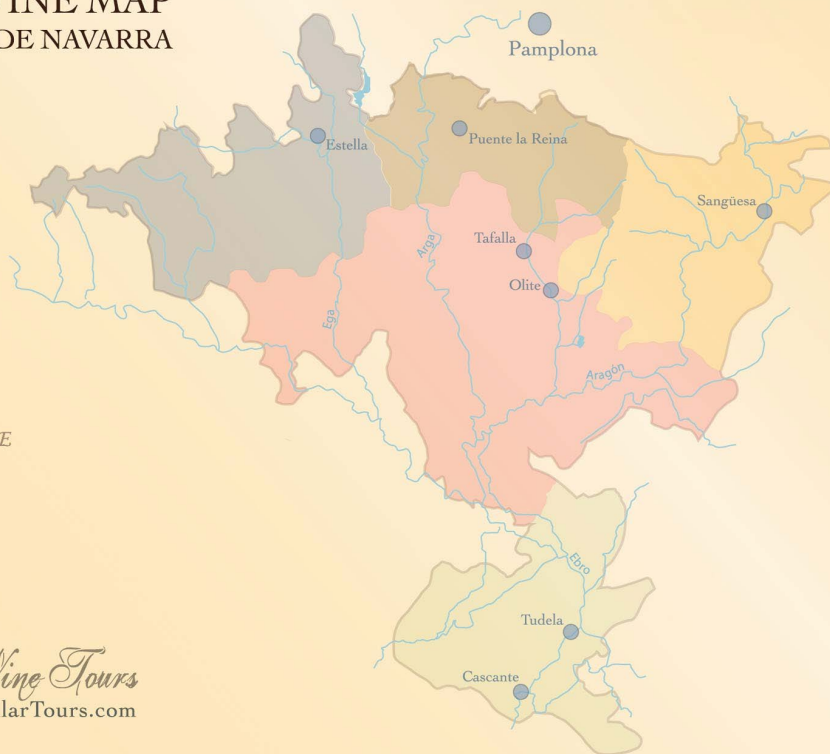 INE MAP
DE NAVARRA
Pamplona
Estella
Puente la Reina
Sangüesa
Tafalla
Arga
Olite
Ega
Aragón
E
Ebro
Tudela
Cascante
Wine Tours
larTours.com